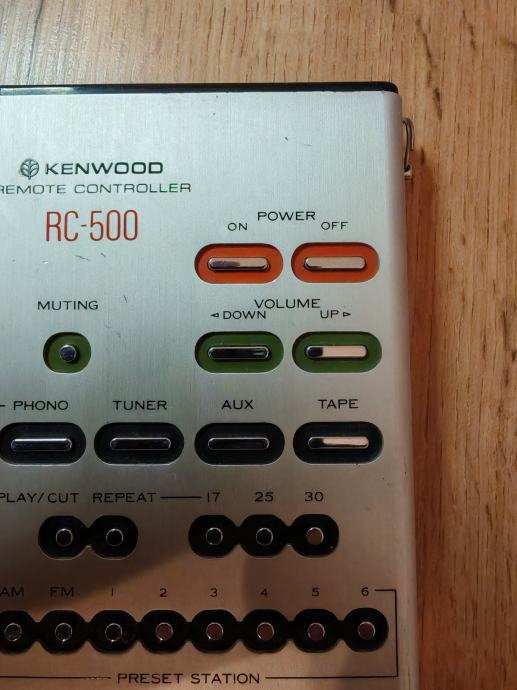 KENWOOD
REMOTE CONTROLLER
RC-500
POWER
ON OFF
MUTING
VOLUME
◁DOWN UP▷
PHONO TUNER AUX TAPE
PLAY/CUT REPEAT 17 25 30
AM FM 1 2 3 4 5 6
PRESET STATION